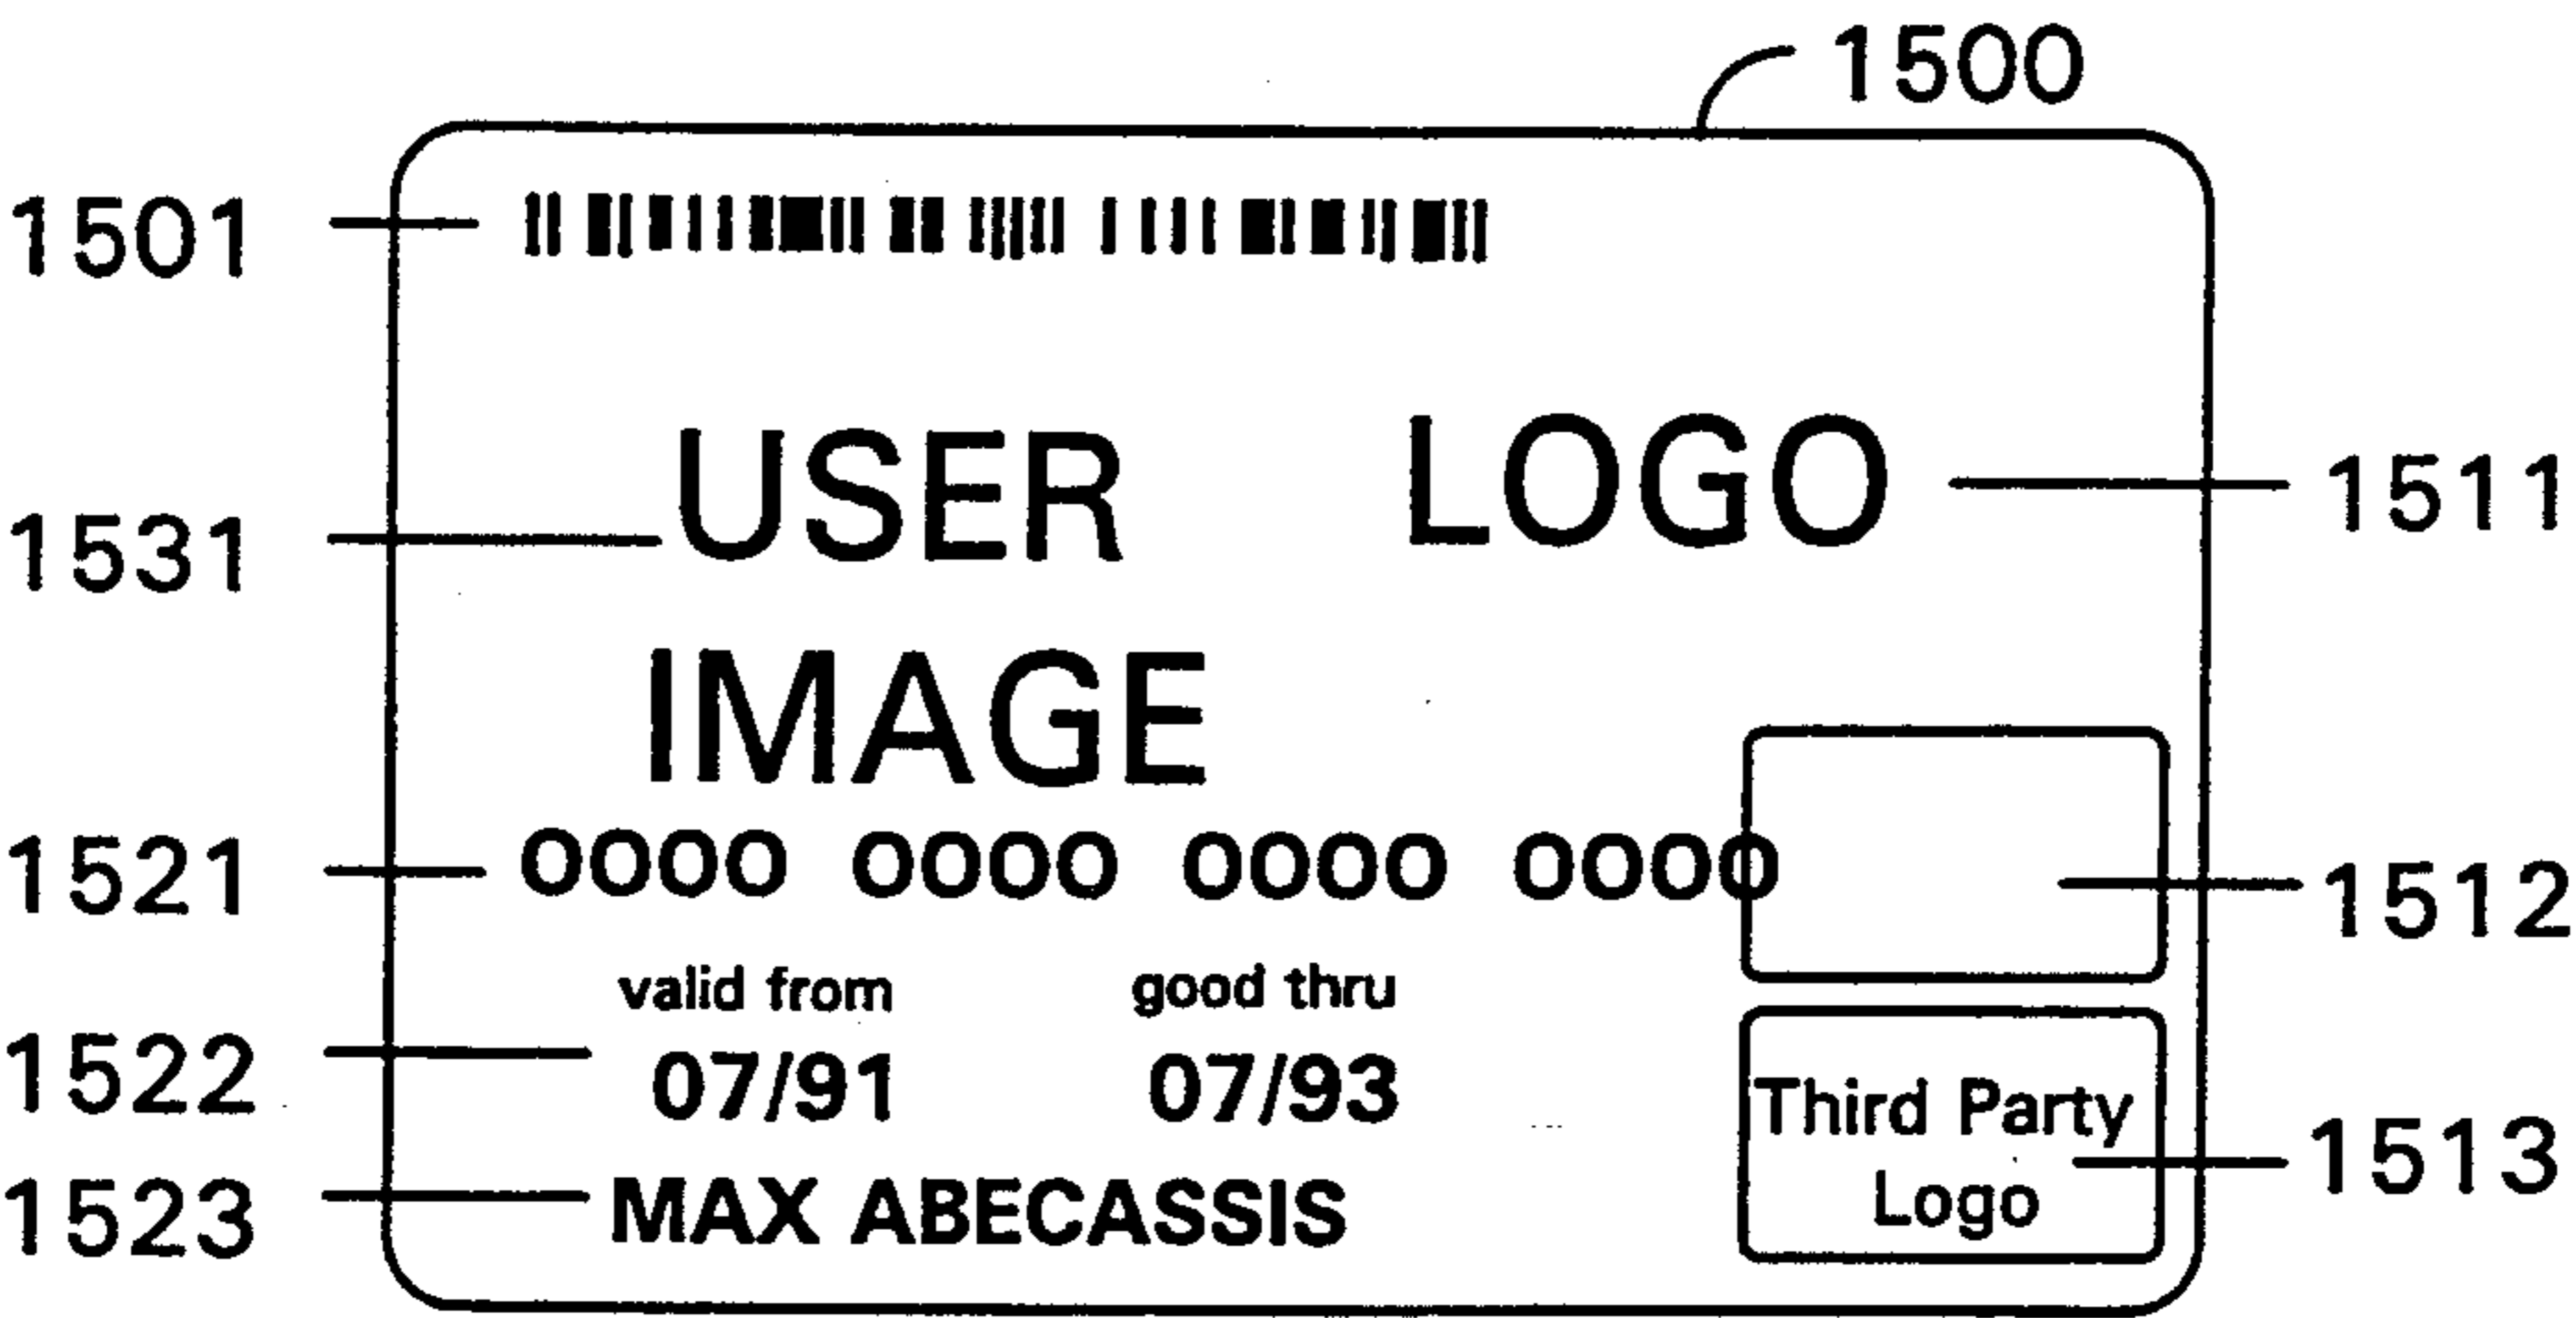 1500
1501
USER LOGO
1531 1511
IMAGE
1521 0000 0000 0000 0000 1512
valid from good thru
1522 07/91 07/93
Third Party
1513
Logo
1523 MAX ABECASSIS